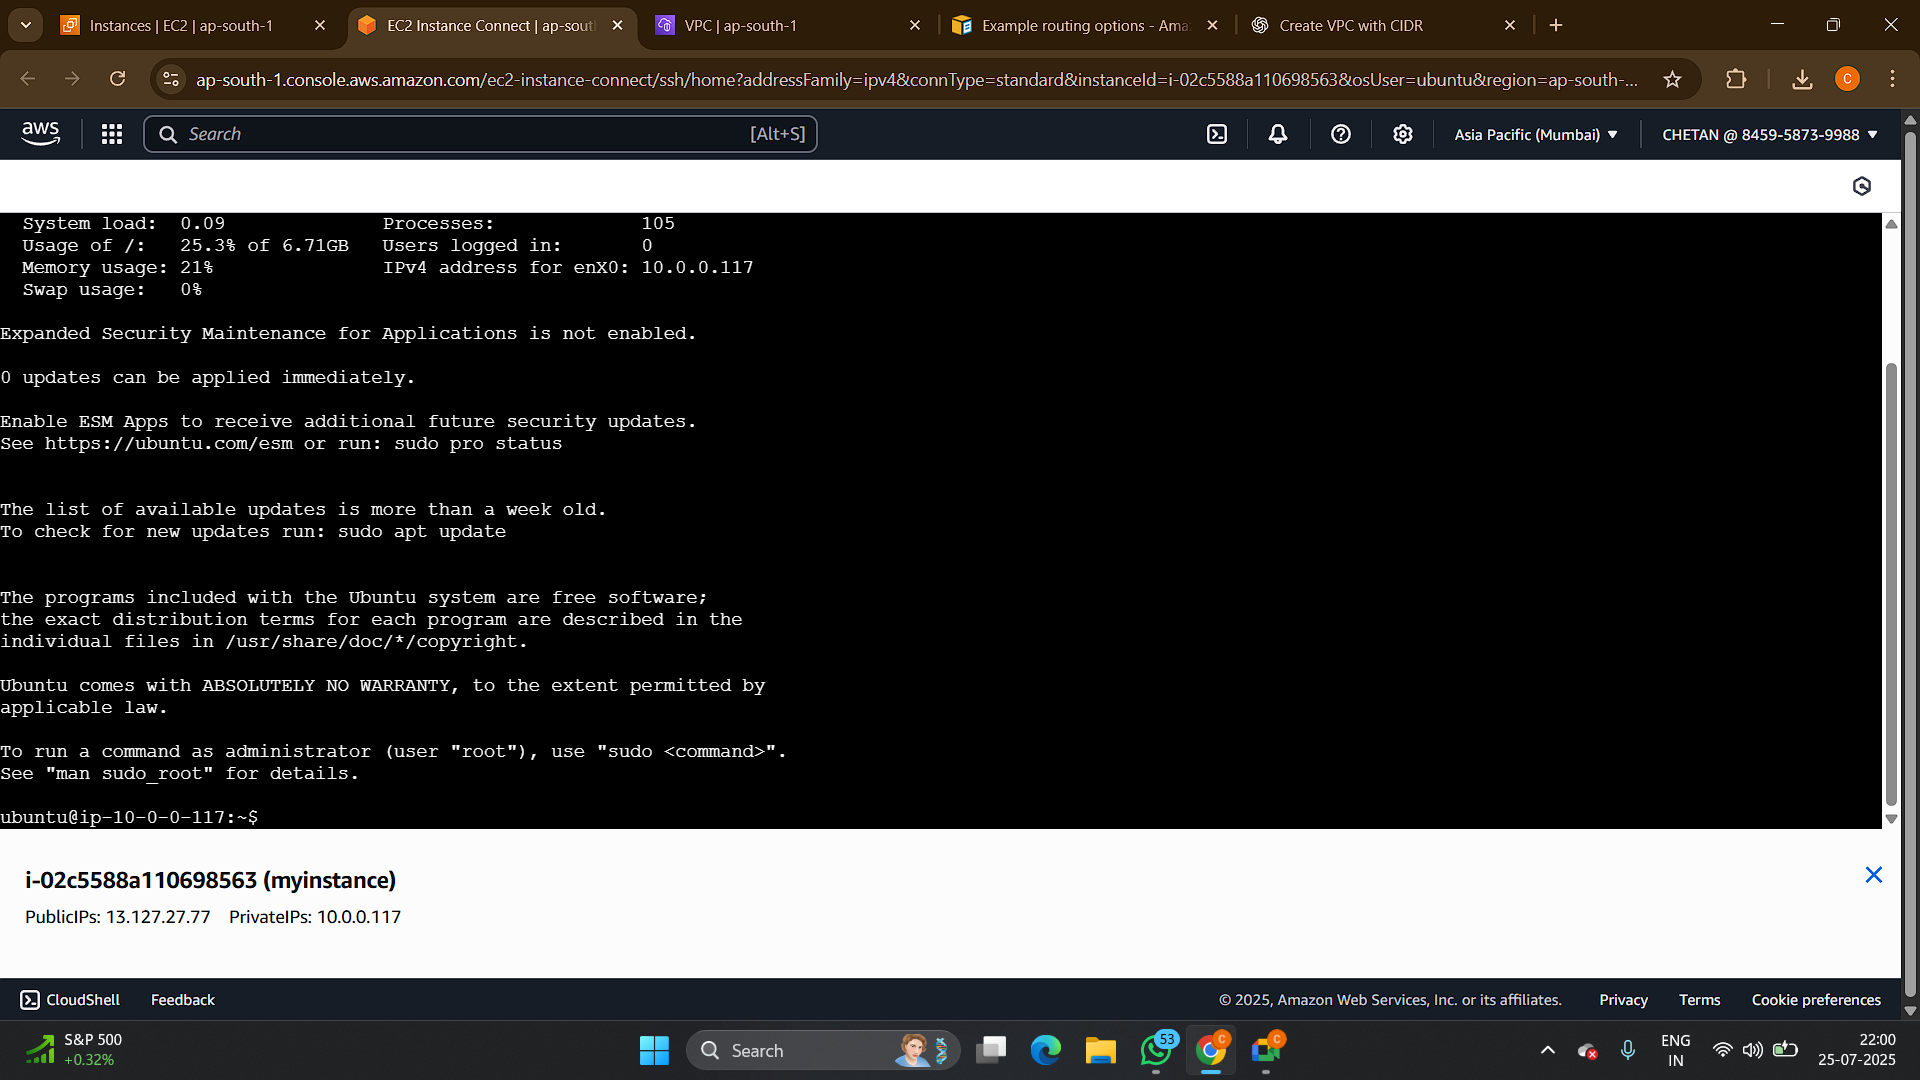 Instances | EC2 | ap-south-1
EC2 Instance Connect | ap-sout
VPC | ap-south-1
Example routing options - Ama
Create VPC with CIDR
ap-south-1.console.aws.amazon.com/ec2-instance-connect/ssh/home?addressFamily=ipv4&connType=standard&instanceId=i-02c5588a110698563&osUser=ubuntu&region=ap-south-...
C
aws
Search
[Alt+S]
Asia Pacific (Mumbai)
CHETAN @ 8459-5873-9988
System load: 0.09 Processes: 105
Usage of /: 25.3% of 6.71GB Users logged in: 0
Memory usage: 21% IPv4 address for enX0: 10.0.0.117
Swap usage: 0%
Expanded Security Maintenance for Applications is not enabled.
0 updates can be applied immediately.
Enable ESM Apps to receive additional future security updates.
See https://ubuntu.com/esm or run: sudo pro status
The list of available updates is more than a week old.
To check for new updates run: sudo apt update
The programs included with the Ubuntu system are free software;
the exact distribution terms for each program are described in the
individual files in /usr/share/doc/*/copyright.
Ubuntu comes with ABSOLUTELY NO WARRANTY, to the extent permitted by
applicable law.
To run a command as administrator (user "root"), use "sudo <command>".
See "man sudo_root" for details.
ubuntu@ip-10-0-0-117:~$
i-02c5588a110698563 (myinstance)
PublicIPs: 13.127.27.77 PrivateIPs: 10.0.0.117
CloudShell
Feedback
© 2025, Amazon Web Services, Inc. or its affiliates.
Privacy
Terms
Cookie preferences
S&P 500
+0.32%
Search
53
C
C
ENG
IN
22:00
25-07-2025